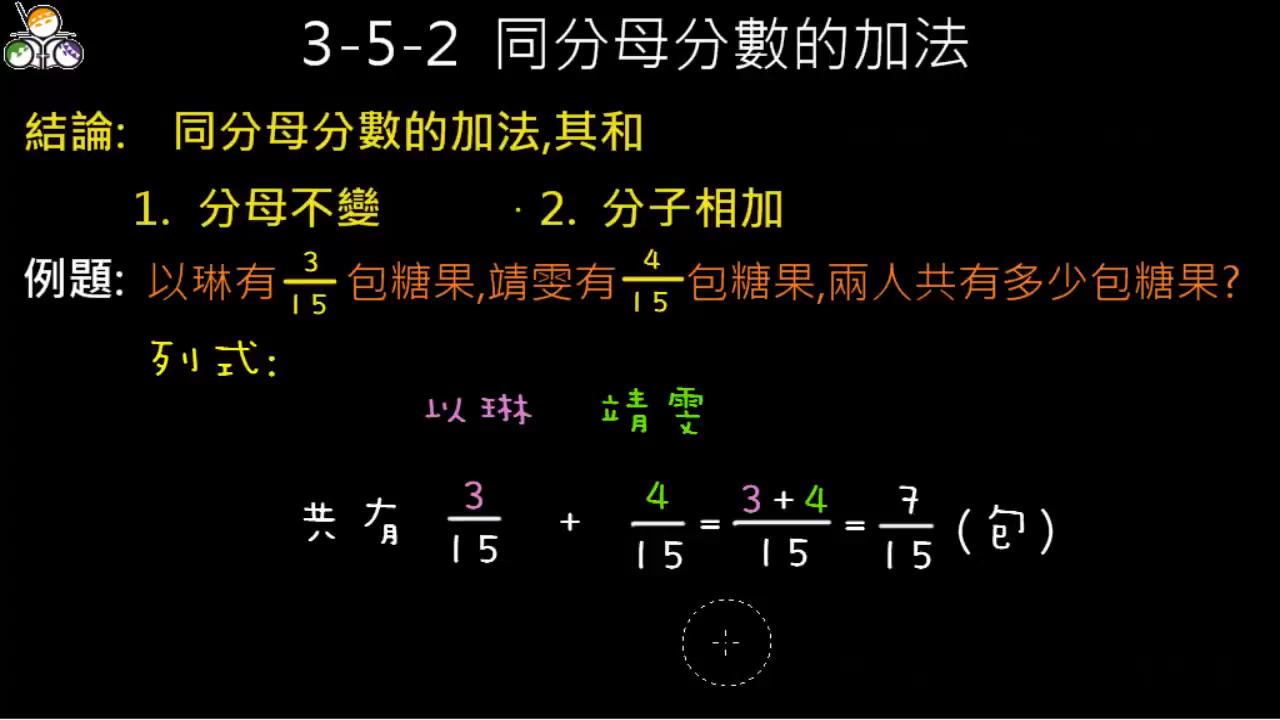 3-5-2 同分母分數的加法
結論: 同分母分數的加法,其和
1. 分母不變 ·2. 分子相加
例題: 以琳有3/15包糖果,靖雯有4/15包糖果,兩人共有多少包糖果?
列式:
以琳 靖雯
共有 3/15 + 4/15 = 3+4/15 = 7/15 (包)